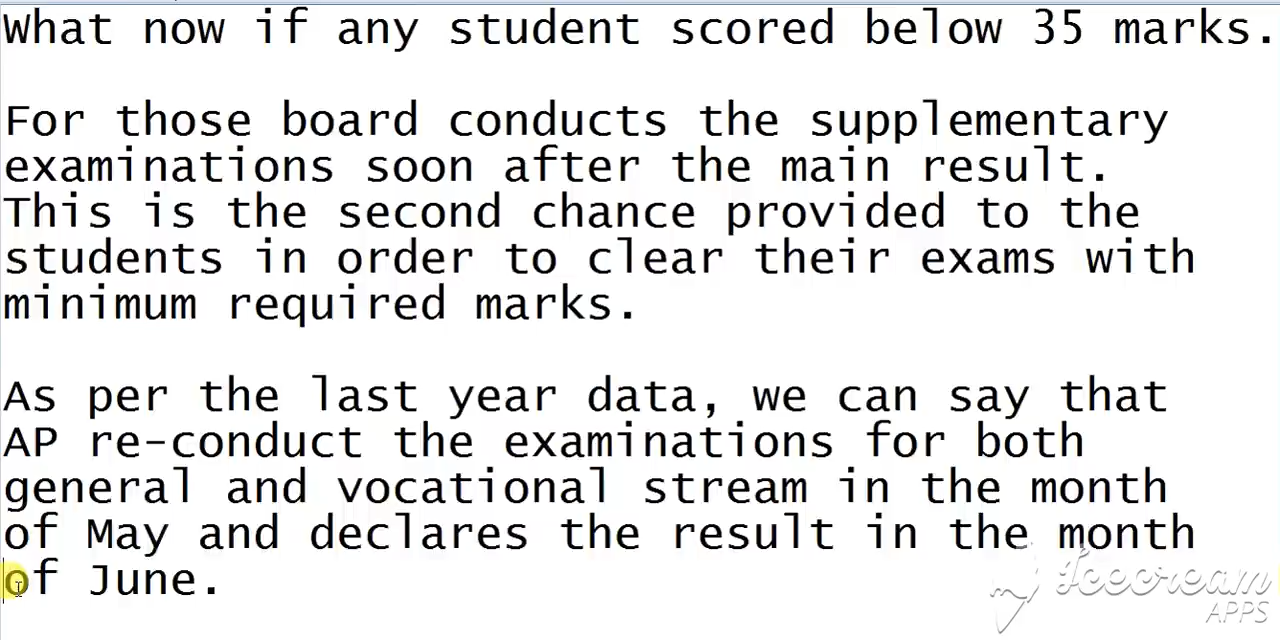 What now if any student scored below 35 marks.
For those board conducts the supplementary
examinations soon after the main result.
This is the second chance provided to the
students in order to clear their exams with
minimum required marks.
As per the last year data, we can say that
AP re-conduct the examinations for both
general and vocational stream in the month
of May and declares the result in the month
of June.
Icecream
APPS